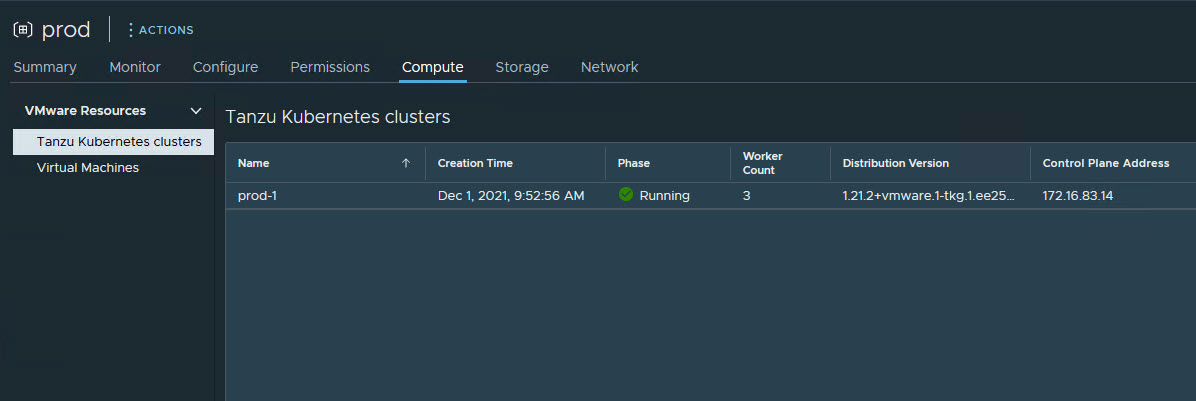 prod
ACTIONS
Summary Monitor Configure Permissions Compute Storage Network
VMware Resources
Tanzu Kubernetes clusters
Virtual Machines
Tanzu Kubernetes clusters
Name Creation Time Phase Worker Count Distribution Version Control Plane Address
prod-1 Dec 1, 2021, 9:52:56 AM Running 3 1.21.2+vmware.1-tkg.1.ee25... 172.16.83.14